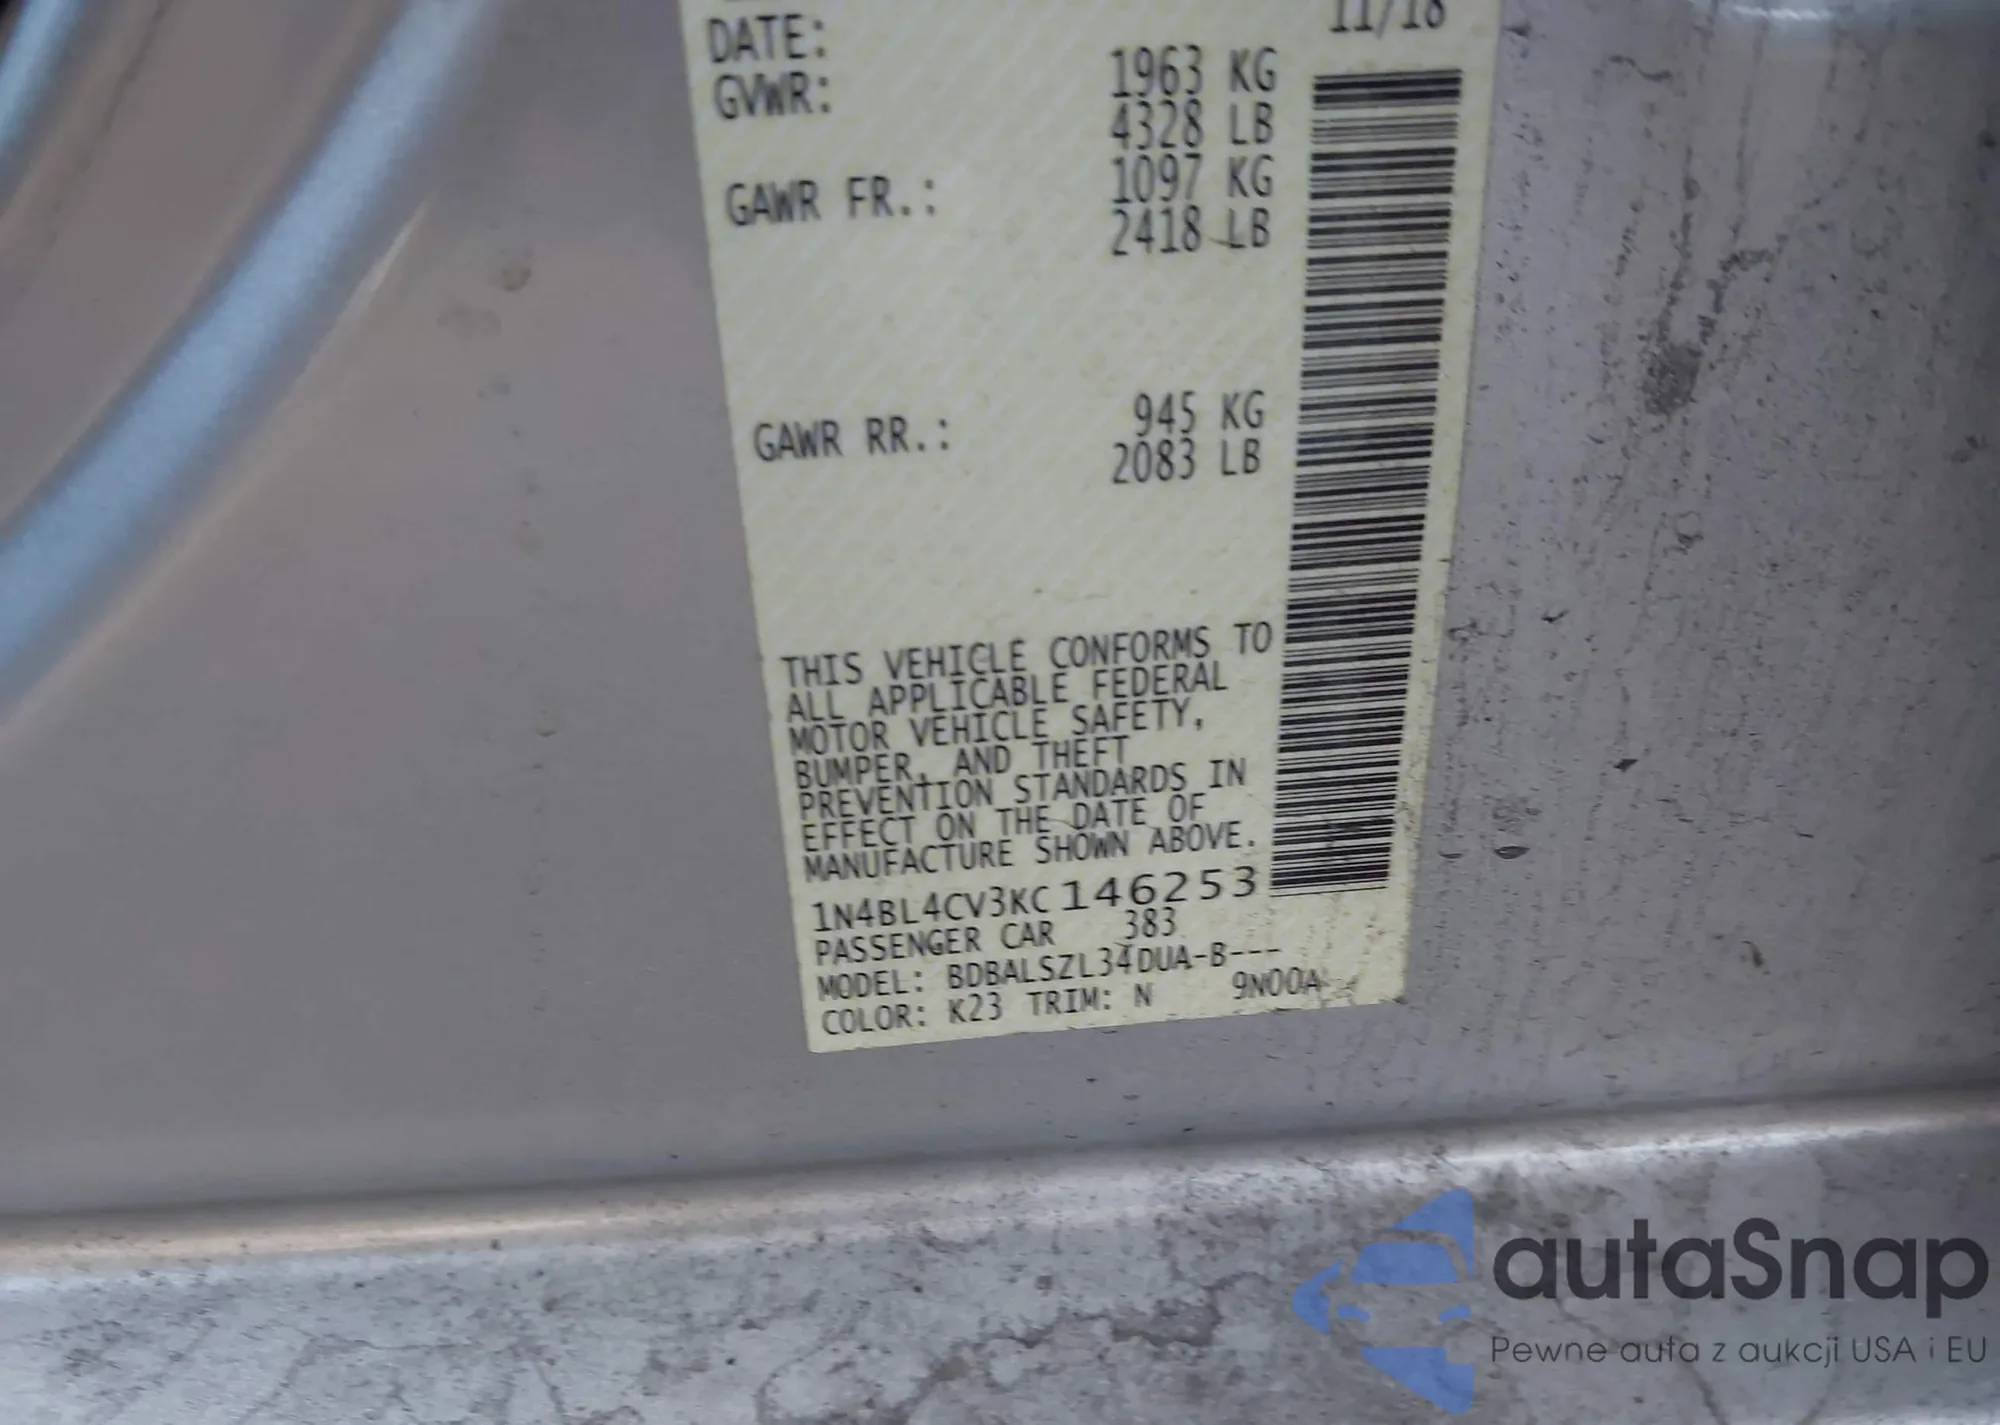 DATE: 11/18
GVWR: 1963 KG
4328 LB
GAWR FR.: 1097 KG
2418 LB
GAWR RR.: 945 KG
2083 LB
THIS VEHICLE CONFORMS TO
ALL APPLICABLE FEDERAL
MOTOR VEHICLE SAFETY,
BUMPER, AND THEFT
PREVENTION STANDARDS IN
EFFECT ON THE DATE OF
MANUFACTURE SHOWN ABOVE.
1N4BL4CV3KC146253
PASSENGER CAR 383
MODEL: BDBALSZL34DUA-B---
COLOR: K23 TRIM: N 9N00A
autaSnap
Pewne auta z aukcji USA i EU